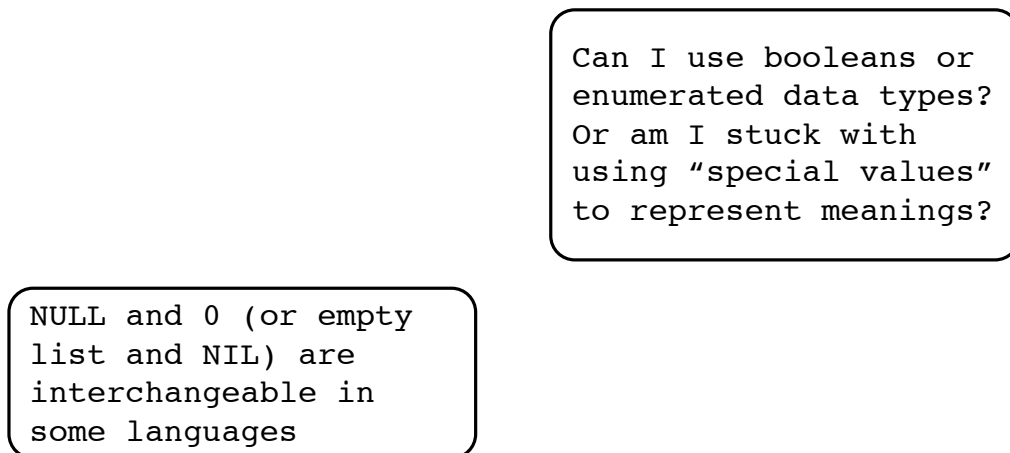 Can I use booleans or
enumerated data types?
Or am I stuck with
using “special values”
to represent meanings?
NULL and 0 (or empty
list and NIL) are
interchangeable in
some languages